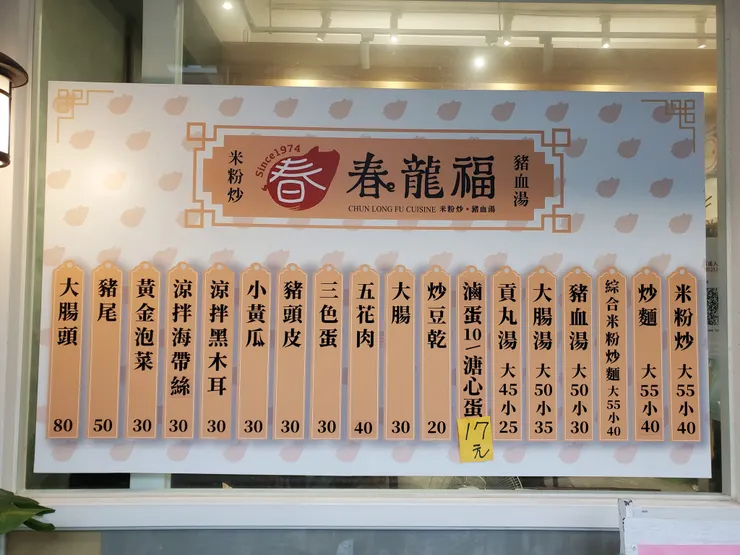 米粉炒
Since1974
春
春龍福
CHUN LONG FU CUISINE 米粉炒・豬血湯
豬血湯
米粉炒 大55小40
炒麵 大55小40
綜合米粉炒麵 大55小40
豬血湯 大50小30
大腸湯 大50小35
貢丸湯 大45小25
滷蛋10/溏心蛋
17元
炒豆乾 20
大腸 30
五花肉 40
三色蛋 30
豬頭皮 30
小黃瓜 30
涼拌黑木耳 30
涼拌海帶絲 30
黃金泡菜 30
豬尾 50
大腸頭 80